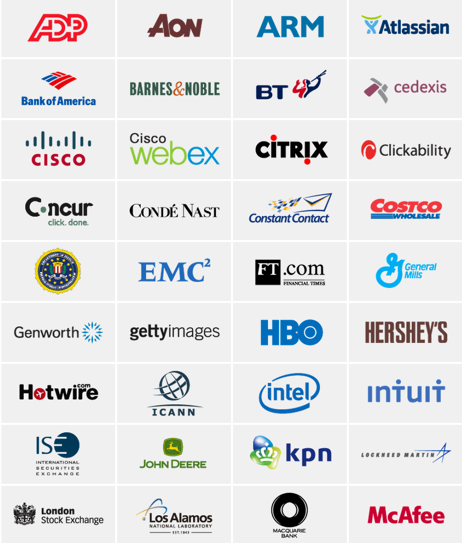 ADP
AON
ARM
Atlassian
Bank of America
BARNES&NOBLE
BT
cedexis
CISCO
Cisco
webex
CİTRIX
Clickability
Concur
click. done.
CONDÉ NAST
Constant Contact
COSTCO
WHOLESALE
EMC²
FT.com
FINANCIAL TIMES
General
Mills
Genworth
gettyimages
HBO
HERSHEY'S
Hotwire.com
ICANN
intel
intuit
ISE
INTERNATIONAL
SECURITIES
EXCHANGE
JOHN DEERE
kpn
LOCKHEED MARTIN
London
Stock Exchange
Los Alamos
NATIONAL LABORATORY
EST. 1943
MACQUARIE
BANK
McAfee